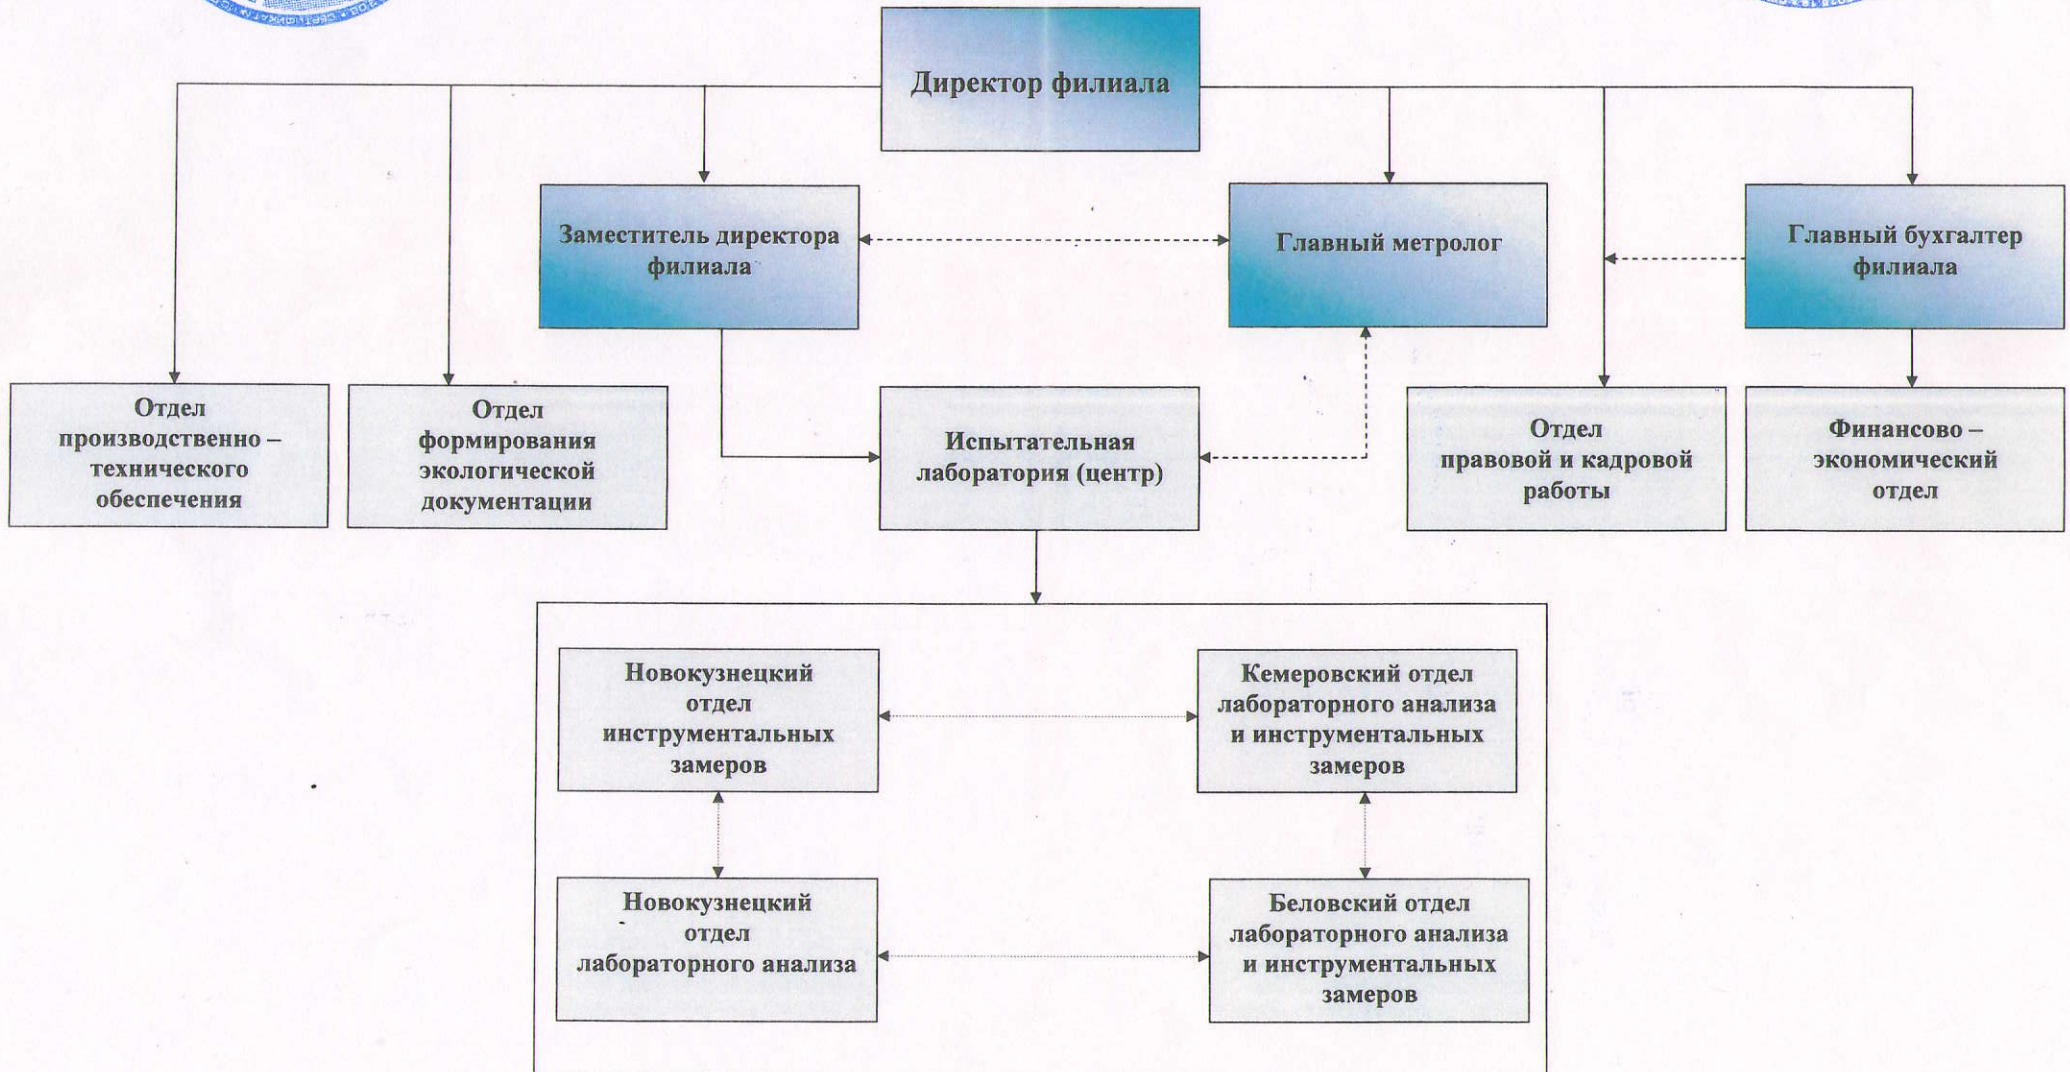 Директор филиала
Заместитель директора
филиала
Главный метролог
Главный бухгалтер
филиала
Отдел
производственно –
технического
обеспечения
Отдел
формирования
экологической
документации
Испытательная
лаборатория (центр)
Отдел
правовой и кадровой
работы
Финансово –
экономический
отдел
Новокузнецкий
отдел
инструментальных
замеров
Кемеровский отдел
лабораторного анализа
и инструментальных
замеров
Новокузнецкий
отдел
лабораторного анализа
Беловский отдел
лабораторного анализа
и инструментальных
замеров